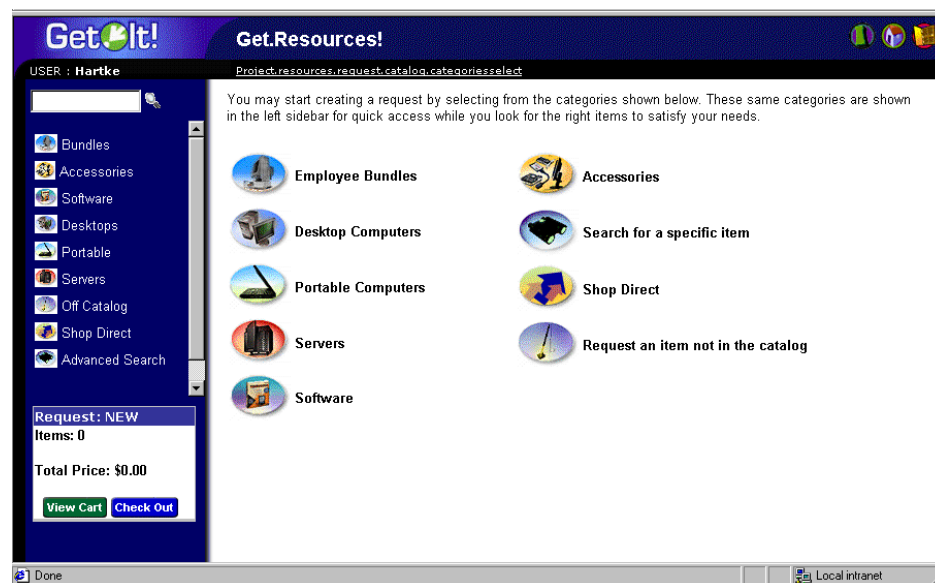 Get It!
Get.Resources!
USER : Hartke
Project.resources.request.catalog.categoriesselect
You may start creating a request by selecting from the categories shown below. These same categories are shown
in the left sidebar for quick access while you look for the right items to satisfy your needs.
Bundles
Accessories
Software
Desktops
Portable
Servers
Off Catalog
Shop Direct
Advanced Search
Employee Bundles
Accessories
Desktop Computers
Search for a specific item
Portable Computers
Shop Direct
Servers
Request an item not in the catalog
Software
Request: NEW
Items: 0
Total Price: $0.00
View Cart Check Out
Done
Local intranet